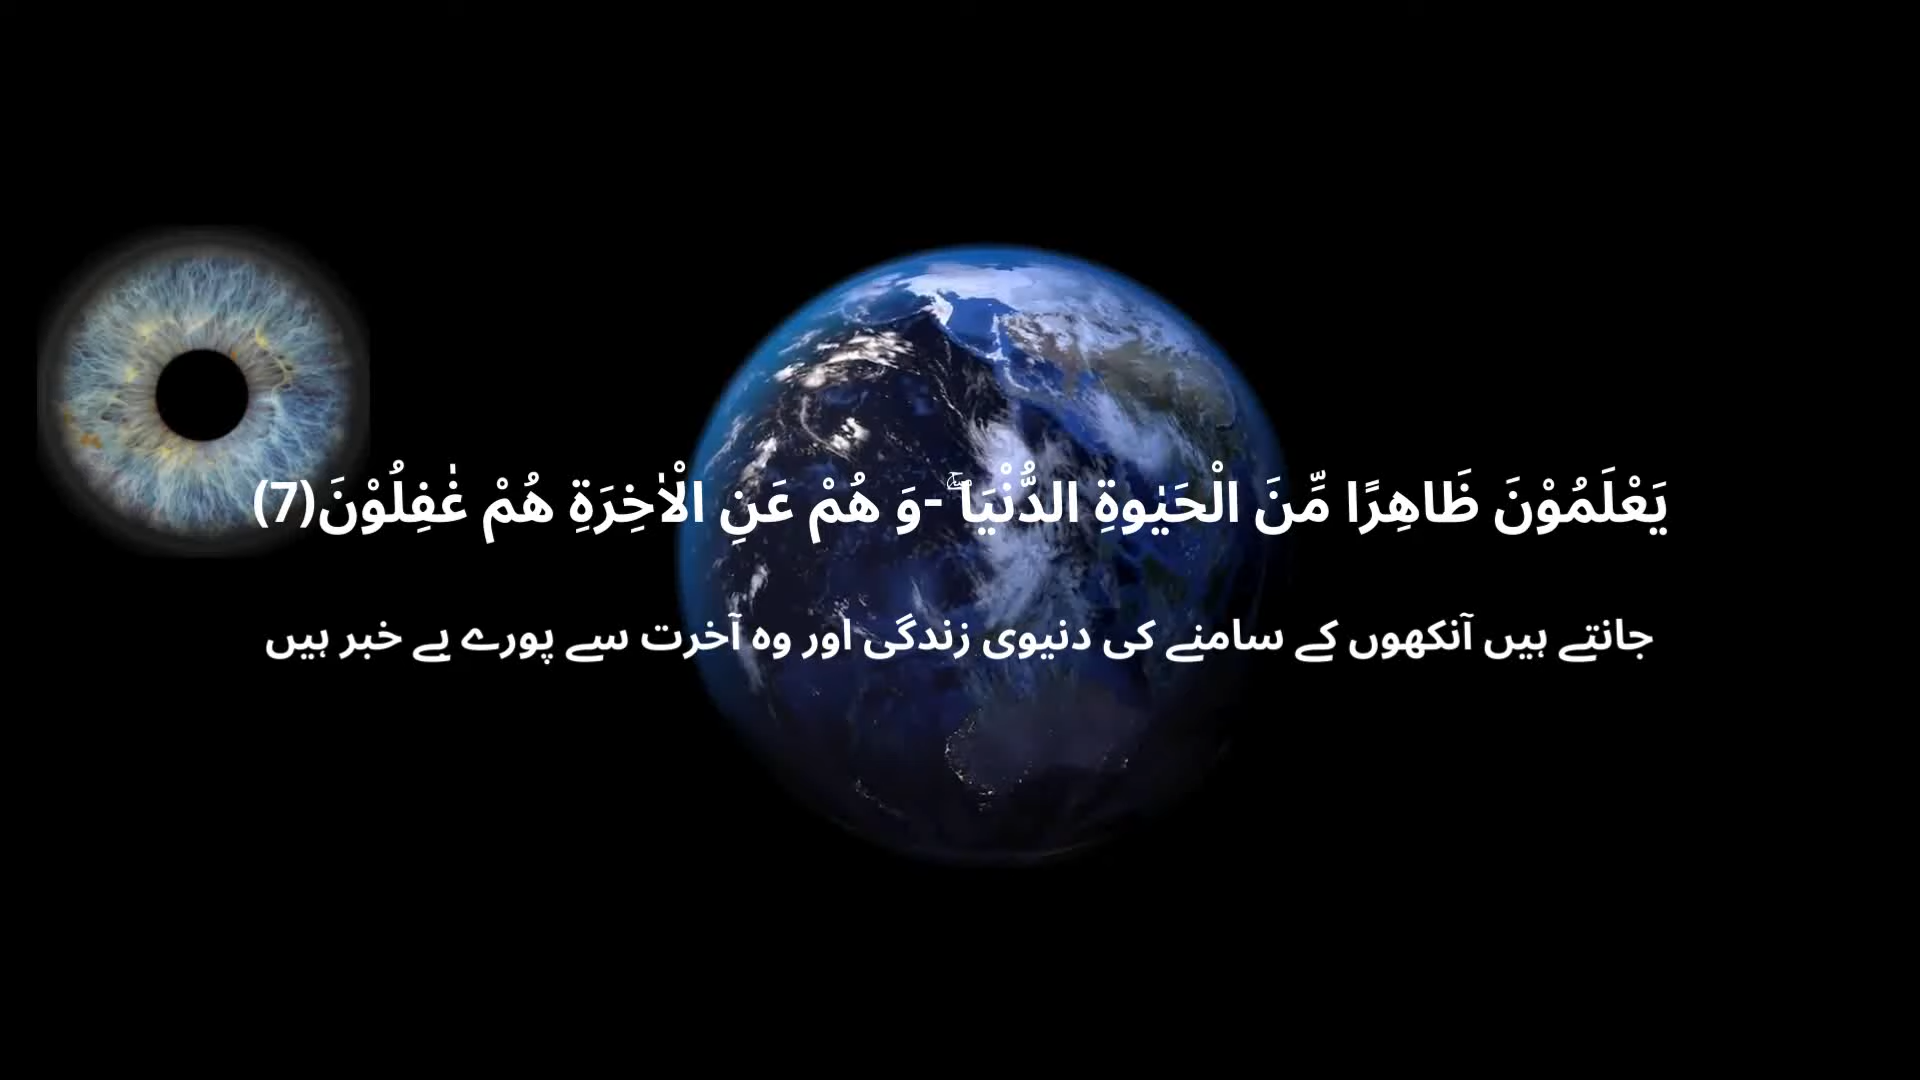 یَعْلَمُوْنَ ظَاهِرًا مِّنَ الْحَیٰوةِ الدُّنْیَا ۚۖ-وَ هُمْ عَنِ الْاٰخِرَةِ هُمْ غٰفِلُوْنَ(7)
جانتے ہیں آنکھوں کے سامنے کی دنیوی زندگی اور وہ آخرت سے پورے بے خبر ہیں